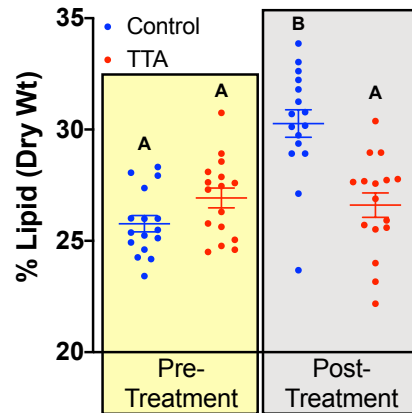 35
Control
TTA
B
A
A
A
30
25
20
% Lipid (Dry Wt)
Pre-
Treatment
Post-
Treatment